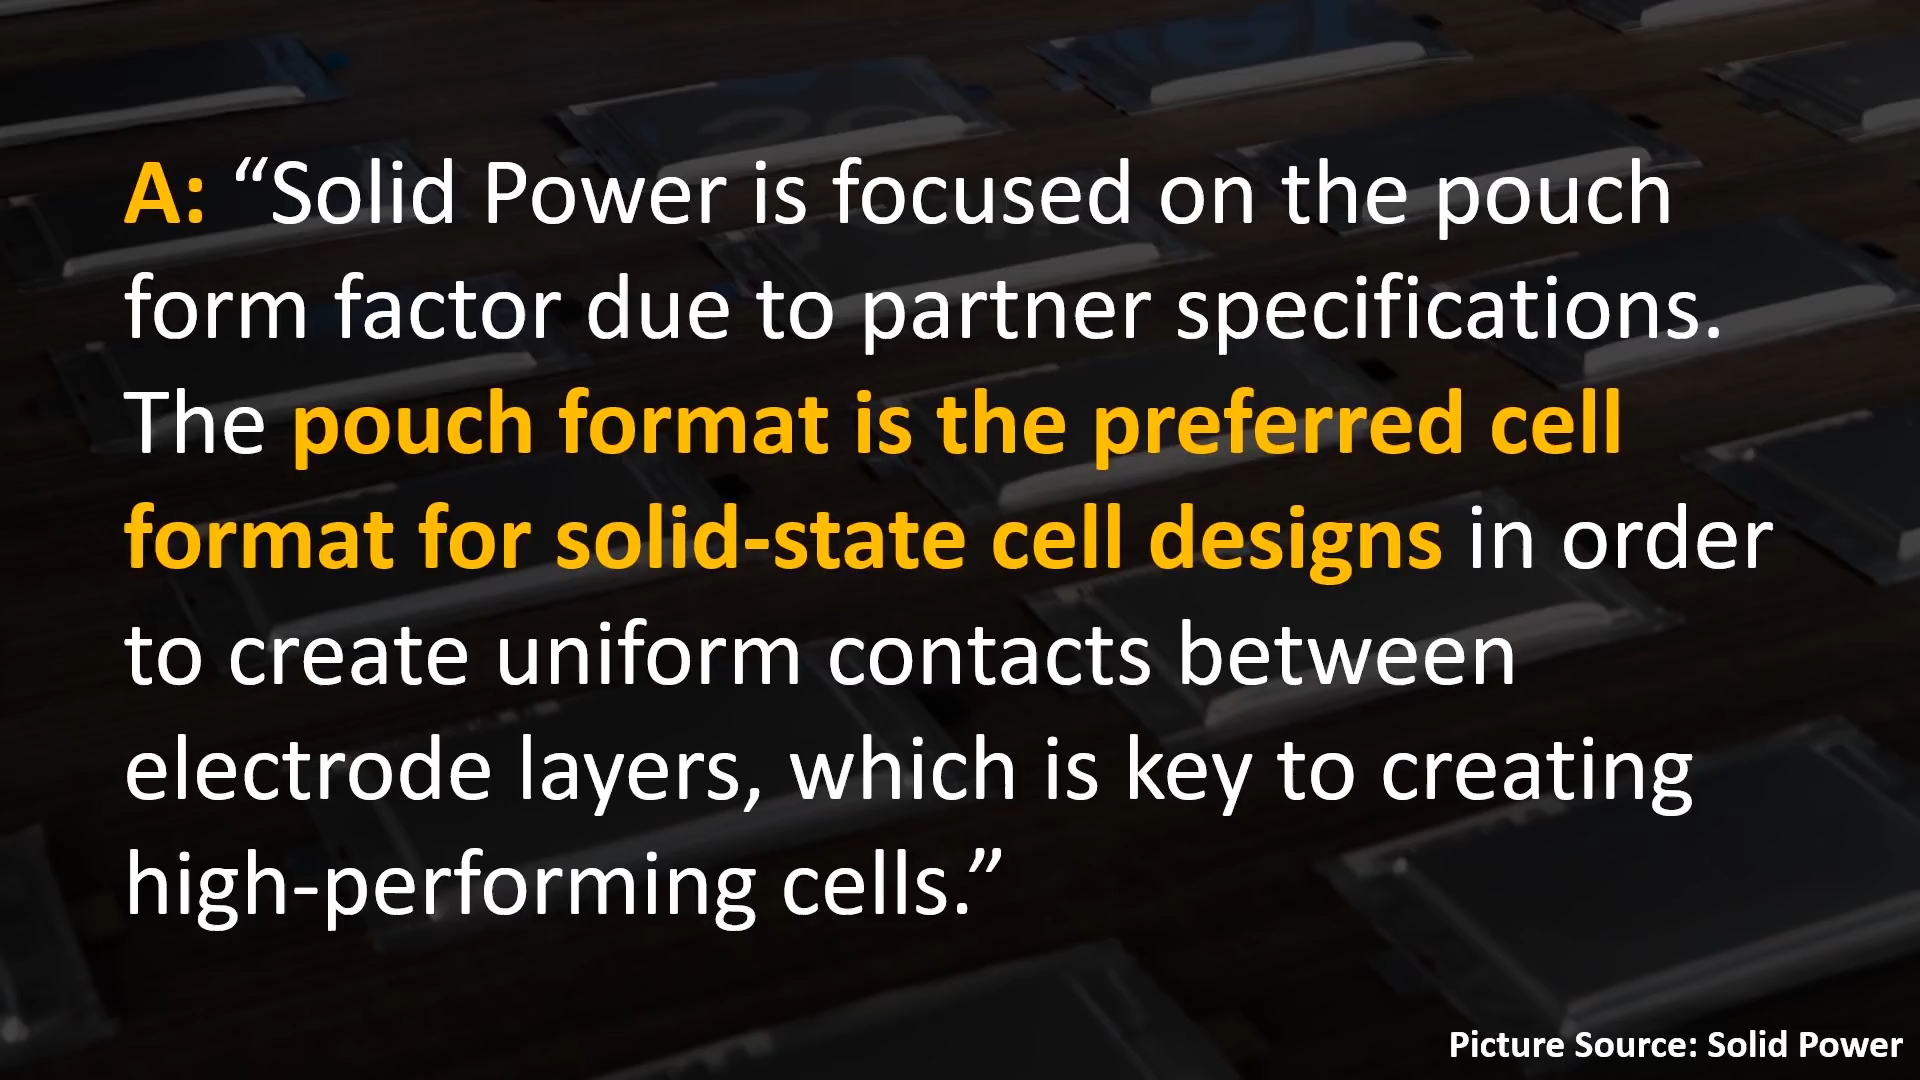 A: “Solid Power is focused on the pouch
form factor due to partner specifications.
The pouch format is the preferred cell
format for solid-state cell designs in order
to create uniform contacts between
electrode layers, which is key to creating
high-performing cells.”
Picture Source: Solid Power